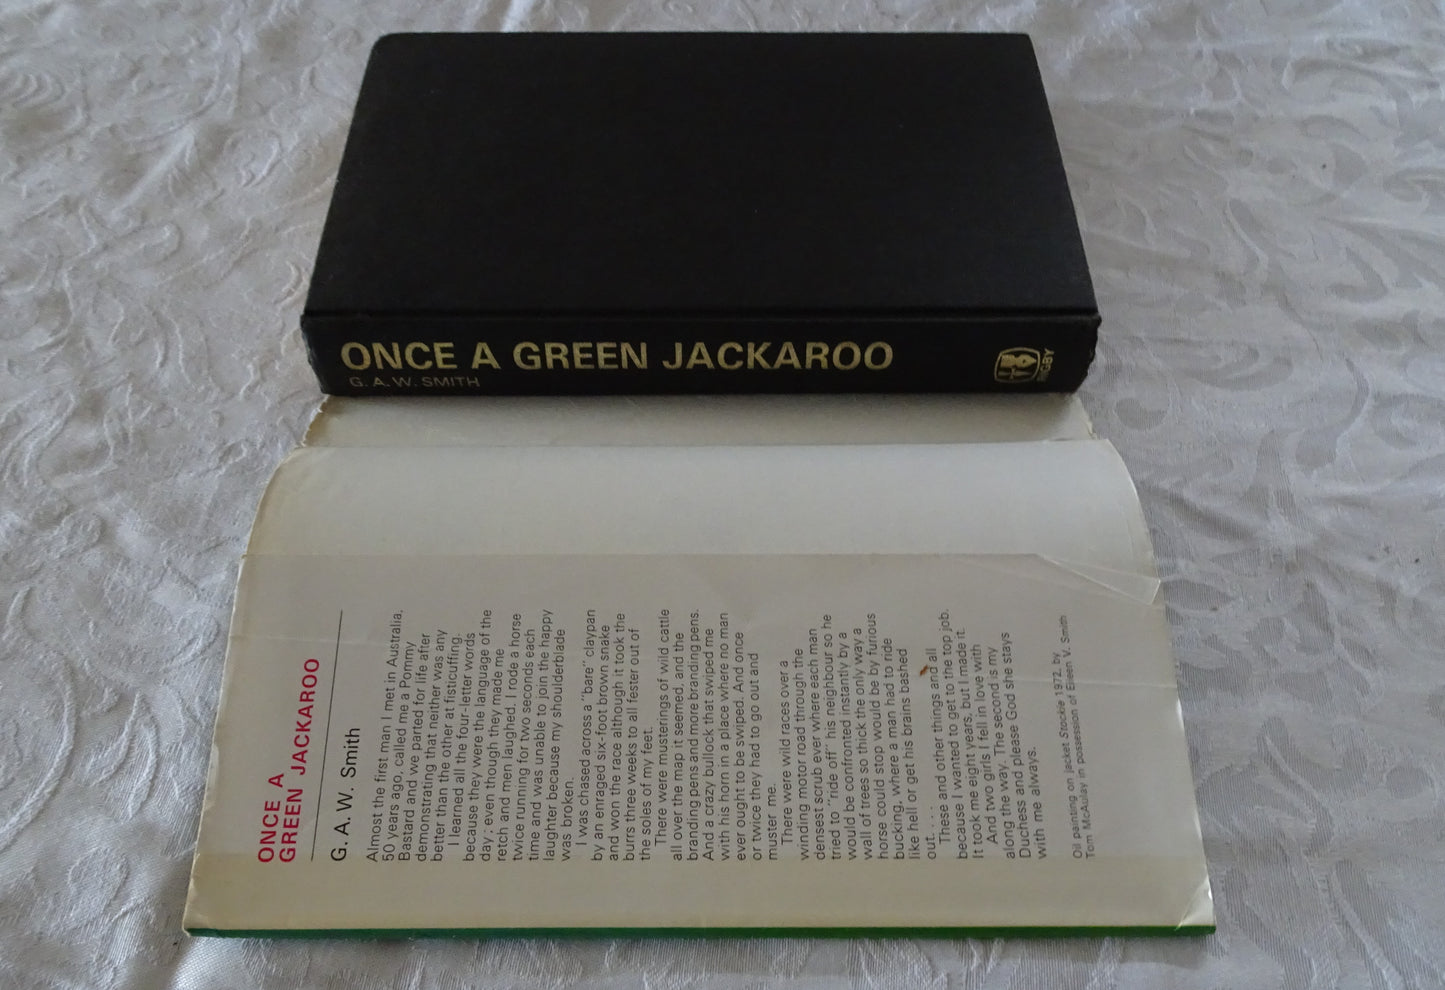 ONCE A GREEN JACKAROO
G. A. W. SMITH
RIGBY
ONCE A
GREEN JACKAROO
G. A. W. Smith
Almost the first man I met in Australia,
50 years ago, called me a Pommy
Bastard and we parted for life after
demonstrating that neither was any
better than the other at fisticuffing.
I learned all the four-letter words
because they were the language of the
day; even though they made me
retch and men laughed. I rode a horse
twice running for two seconds each
time and was unable to join the happy
laughter because my shoulderblade
was broken.
I was chased across a "bare" claypan
by an enraged six-foot brown snake
and won the race although it took the
burrs three weeks to all fester out of
the soles of my feet.
There were musterings of wild cattle
all over the map it seemed, and the
branding pens and more branding pens.
And a crazy bullock that swiped me
with his horn in a place where no man
ever ought to be swiped. And once
or twice they had to go out and
muster me.
There were wild races over a
winding motor road through the
densest scrub ever where each man
tried to "ride off" his neighbour so he
would be confronted instantly by a
wall of trees so thick the only way a
horse could stop would be by furious
bucking, where a man had to ride
like hell or get his brains bashed
out. . . . .
These and other things and all
because I wanted to get to the top job.
It took me eight years, but I made it.
And two girls I fell in love with
along the way. The second is my
Duchess and please God she stays
with me always.
Oil painting on jacket Stockie 1972, by
Tom McAulay in possession of Eileen V. Smith